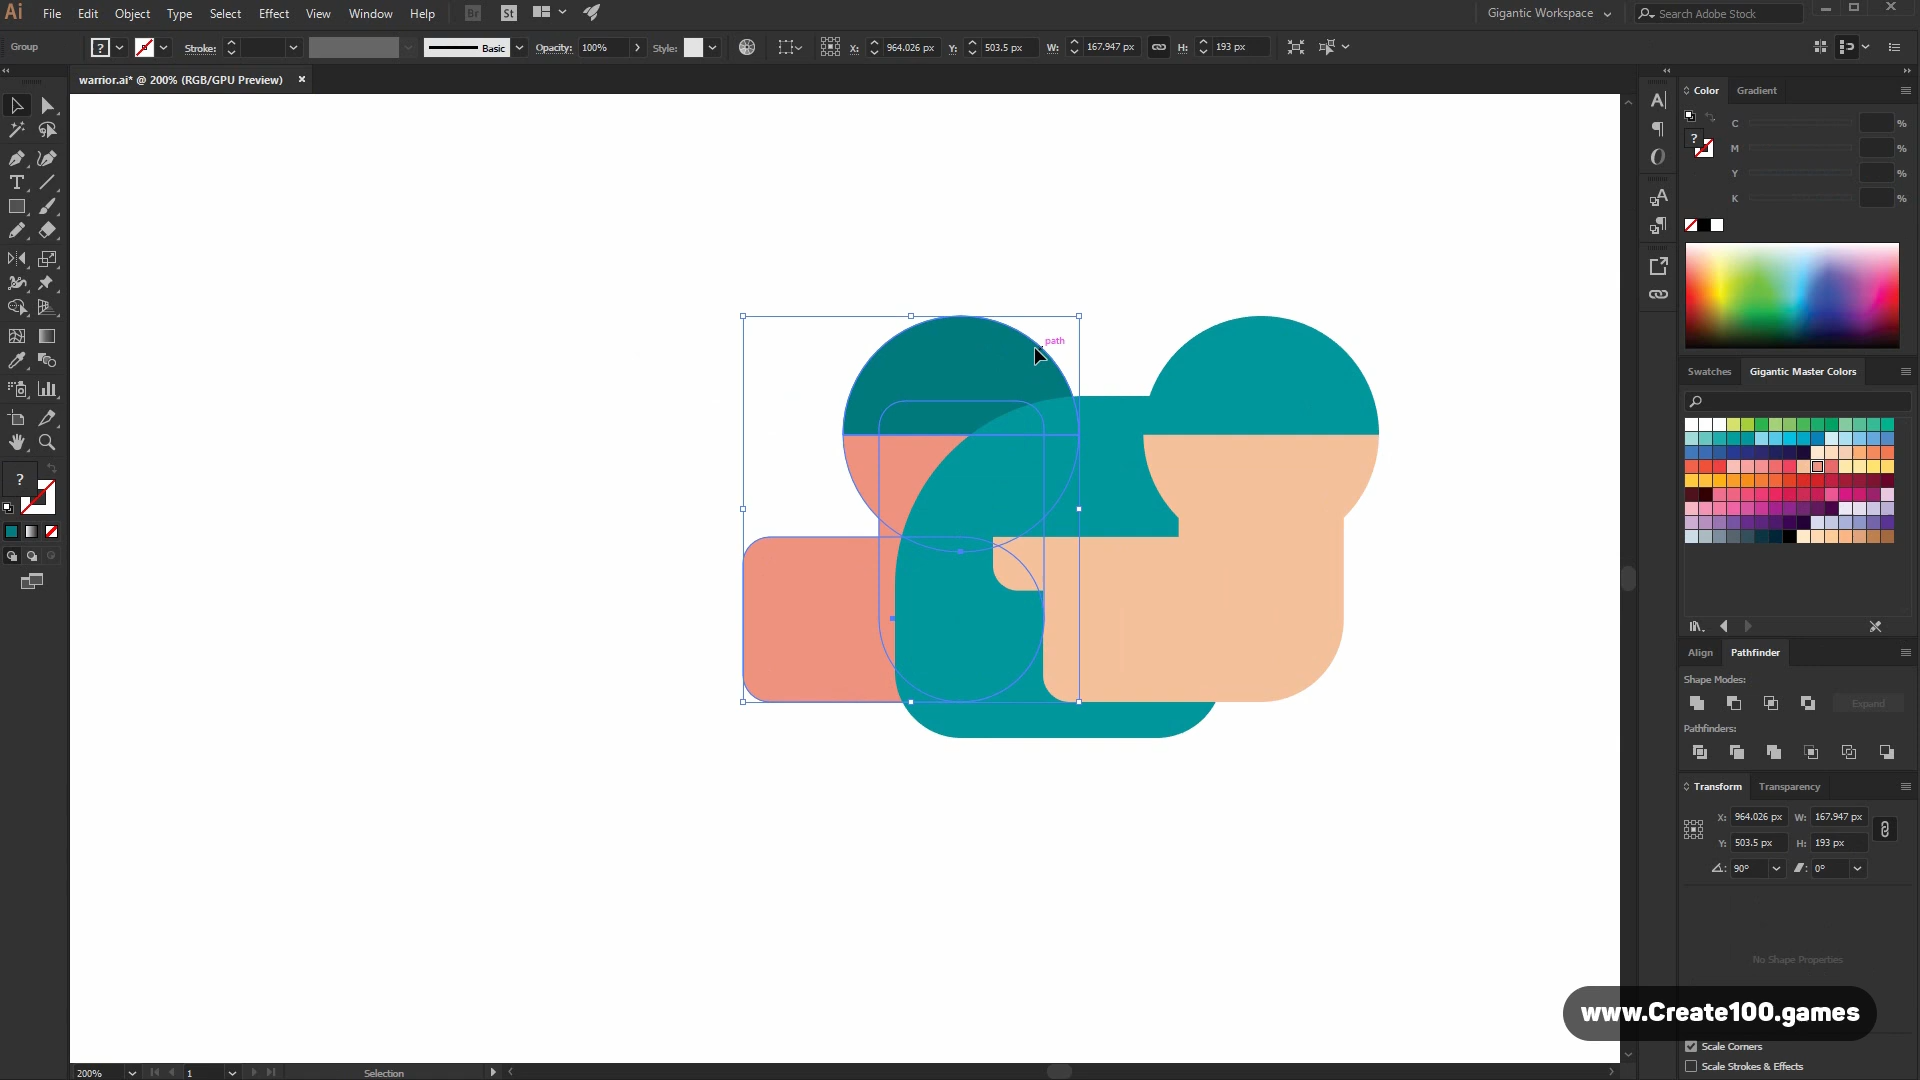 Ai File Edit Object Type Select Effect View Window Help Br St Gigantic Workspace Search Adobe Stock
Group ? Stroke: Basic Opacity: 100% Style: X: 964.026 px Y: 503.5 px W: 167.947 px H: 193 px
warrior.ai* @ 200% (RGB/GPU Preview) ×
path
?
Color Gradient
C %
? M %
Y %
K %
Swatches Gigantic Master Colors
Align Pathfinder
Shape Modes:
Expand
Pathfinders:
Transform Transparency
X: 964.026 px W: 167.947 px
Y: 503.5 px H: 193 px
90° 0°
No Shape Properties
www.Create100.games
Scale Corners
Scale Strokes & Effects
200% 1 Selection